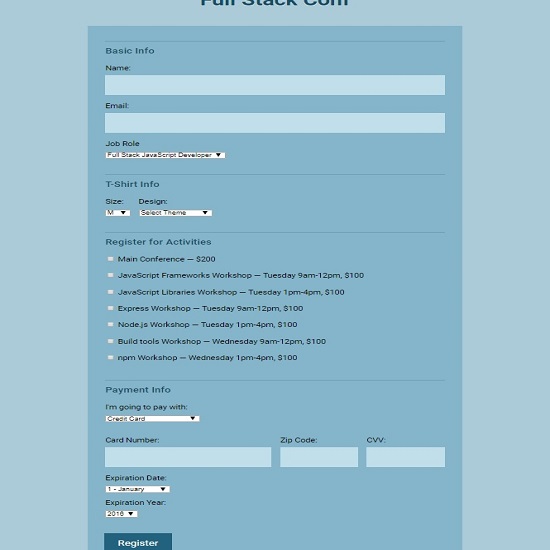 Full Stack Conf
Basic Info
Name:
Email:
Job Role
Full Stack JavaScript Developer
T-Shirt Info
Size: Design:
M Select Theme
Register for Activities
Main Conference — $200
JavaScript Frameworks Workshop — Tuesday 9am-12pm, $100
JavaScript Libraries Workshop — Tuesday 1pm-4pm, $100
Express Workshop — Tuesday 9am-12pm, $100
Node.js Workshop — Tuesday 1pm-4pm, $100
Build tools Workshop — Wednesday 9am-12pm, $100
npm Workshop — Wednesday 1pm-4pm, $100
Payment Info
I'm going to pay with:
Credit Card
Card Number: Zip Code: CVV:
Expiration Date:
1 - January
Expiration Year:
2016
Register